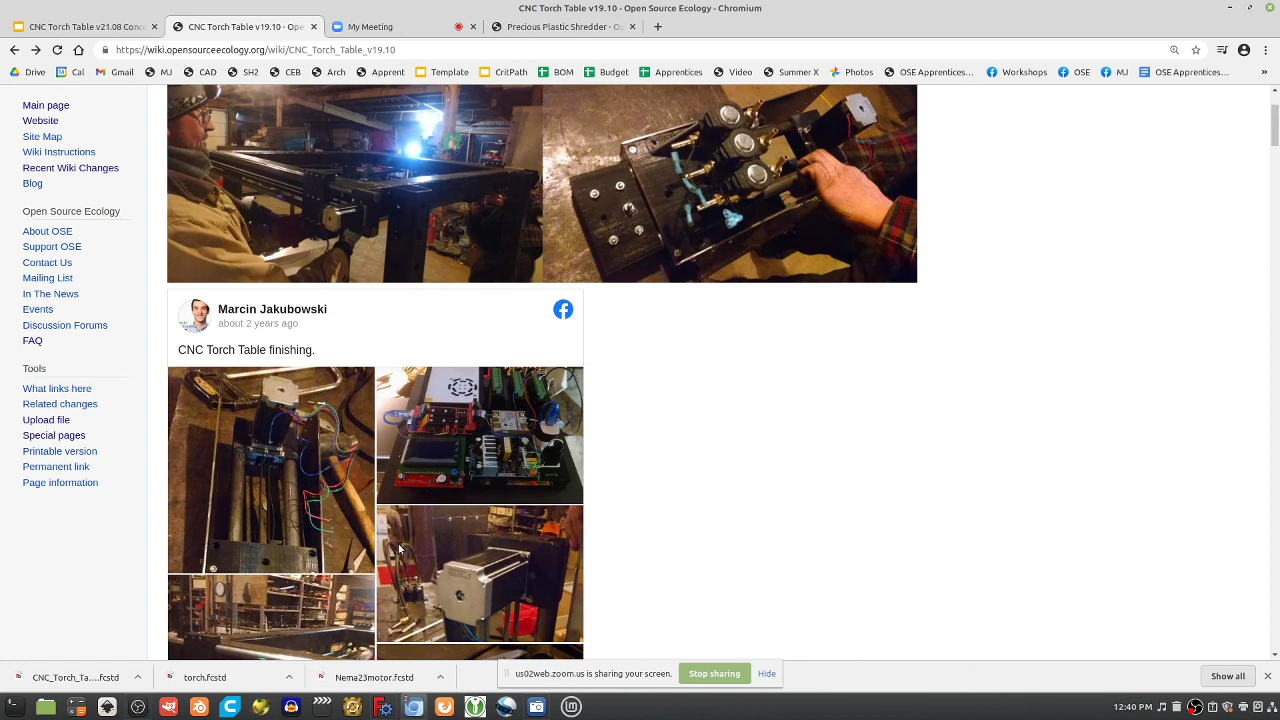 CNC Torch Table v19.10 - Open Source Ecology - Chromium
CNC Torch Table v21.08 Conc
CNC Torch Table v19.10 - Ope
Zoom Meeting
Precious Plastic Shredder - O
https://wiki.opensourceecology.org/wiki/CNC_Torch_Table_v19.10
Drive
Cal
Gmail
MJ
CAD
SH2
CEB
Arch
Apprent
Template
CritPath
BOM
Budget
Apprentices
Video
Summer X
Photos
OSE Apprentices…
Workshops
OSE
MJ
OSE Apprentices…
Main page
Website
Site Map
Wiki Instructions
Recent Wiki Changes
Blog
Open Source Ecology
About OSE
Support OSE
Contact Us
Mailing List
In The News
Events
Discussion Forums
FAQ
Tools
What links here
Related changes
Upload file
Special pages
Printable version
Permanent link
Page information
Marcin Jakubowski
about 2 years ago
CNC Torch Table finishing.
CNC_Torch_Ta....fcstd
torch.fcstd
Nema23motor.fcstd
us02web.zoom.us is sharing your screen.
Stop sharing
Hide
Show all
12:40 PM